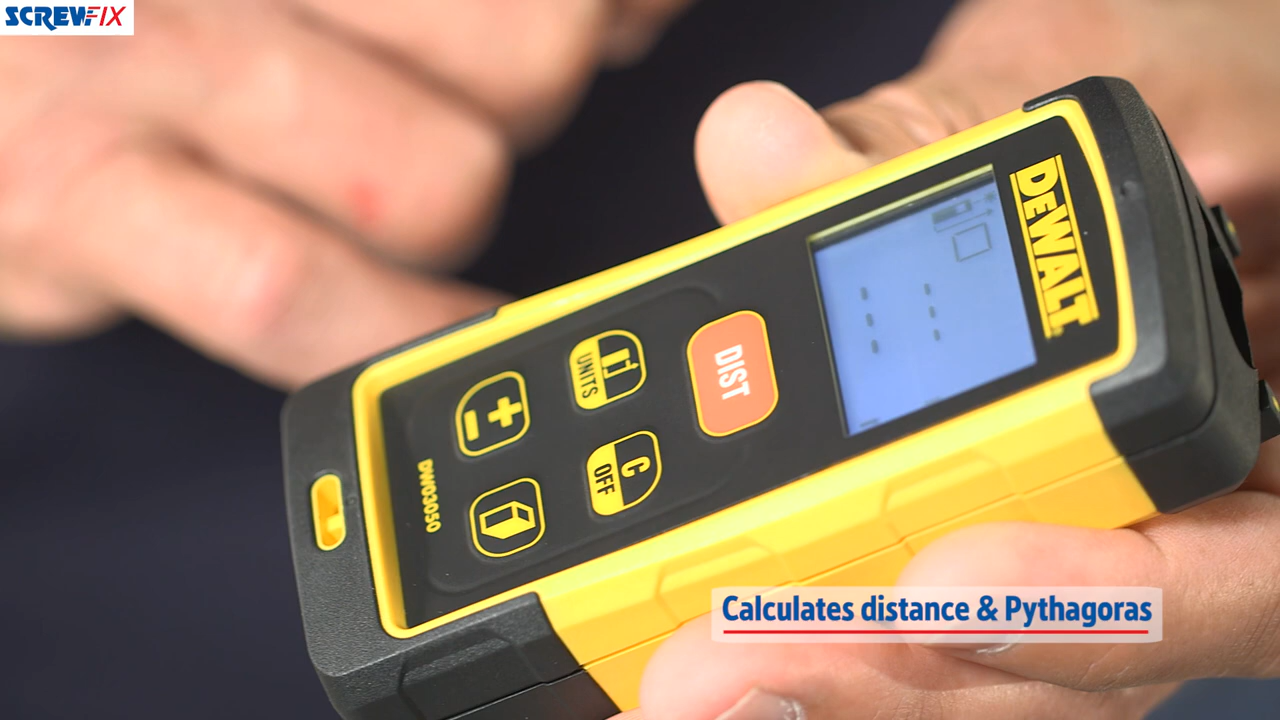 SCREWFIX
DEWALT
DIST
UNITS
C
OFF
+
-
DW03050
Calculates distance & Pythagoras